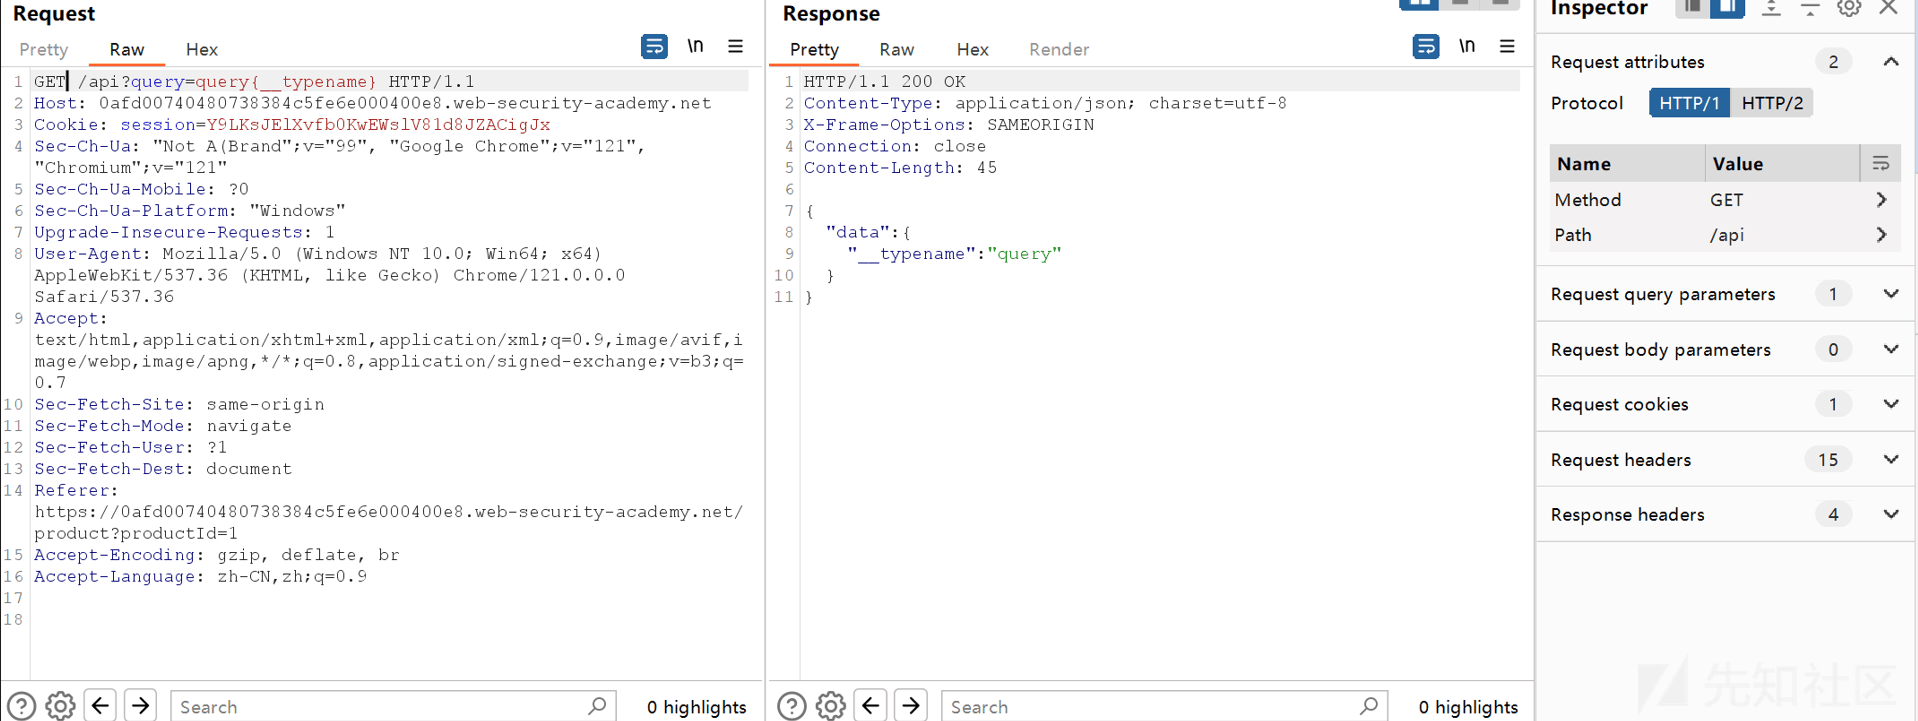 Request
Pretty Raw Hex \n
1 GET /api?query=query{__typename} HTTP/1.1
2 Host: 0afd00740480738384c5fe6e000400e8.web-security-academy.net
3 Cookie: session=Y9LKsJElXvfb0KwEWslV81d8JZACigJx
4 Sec-Ch-Ua: "Not A(Brand";v="99", "Google Chrome";v="121",
"Chromium";v="121"
5 Sec-Ch-Ua-Mobile: ?0
6 Sec-Ch-Ua-Platform: "Windows"
7 Upgrade-Insecure-Requests: 1
8 User-Agent: Mozilla/5.0 (Windows NT 10.0; Win64; x64)
AppleWebKit/537.36 (KHTML, like Gecko) Chrome/121.0.0.0
Safari/537.36
9 Accept:
text/html,application/xhtml+xml,application/xml;q=0.9,image/avif,i
mage/webp,image/apng,*/*;q=0.8,application/signed-exchange;v=b3;q=
0.7
10 Sec-Fetch-Site: same-origin
11 Sec-Fetch-Mode: navigate
12 Sec-Fetch-User: ?1
13 Sec-Fetch-Dest: document
14 Referer:
https://0afd00740480738384c5fe6e000400e8.web-security-academy.net/
product?productId=1
15 Accept-Encoding: gzip, deflate, br
16 Accept-Language: zh-CN,zh;q=0.9
17
18
Search 0 highlights
Response
Pretty Raw Hex Render \n
1 HTTP/1.1 200 OK
2 Content-Type: application/json; charset=utf-8
3 X-Frame-Options: SAMEORIGIN
4 Connection: close
5 Content-Length: 45
6
7 {
8 "data":{
9 "__typename":"query"
10 }
11 }
Search 0 highlights
Inspector
Request attributes 2
Protocol HTTP/1 HTTP/2
Name Value
Method GET
Path /api
Request query parameters 1
Request body parameters 0
Request cookies 1
Request headers 15
Response headers 4
先知社区